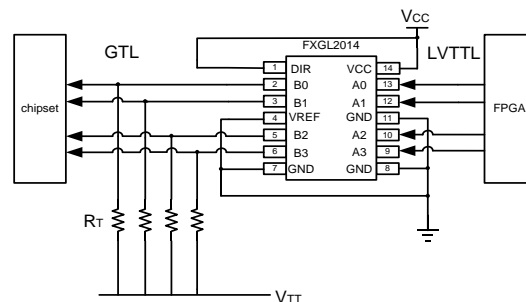 VCC
GTL
FXGL2014
LVTTL
1 DIR VCC 14
chipset
2 B0 A0 13
3 B1 A1 12
4 VREF GND 11
FPGA
5 B2 A2 10
6 B3 A3 9
7 GND GND 8
RT
VTT